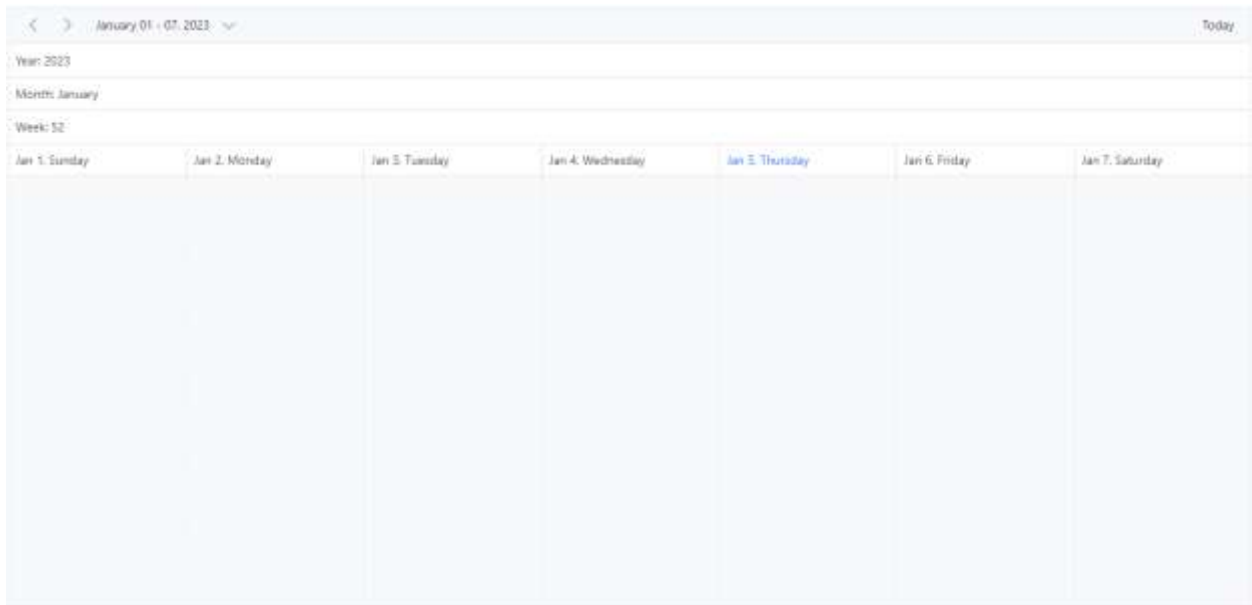 January 01 - 07, 2023
Today
Year: 2023
Month: January
Week: 52
Jan 1, Sunday Jan 2, Monday Jan 3, Tuesday Jan 4, Wednesday Jan 5, Thursday Jan 6, Friday Jan 7, Saturday